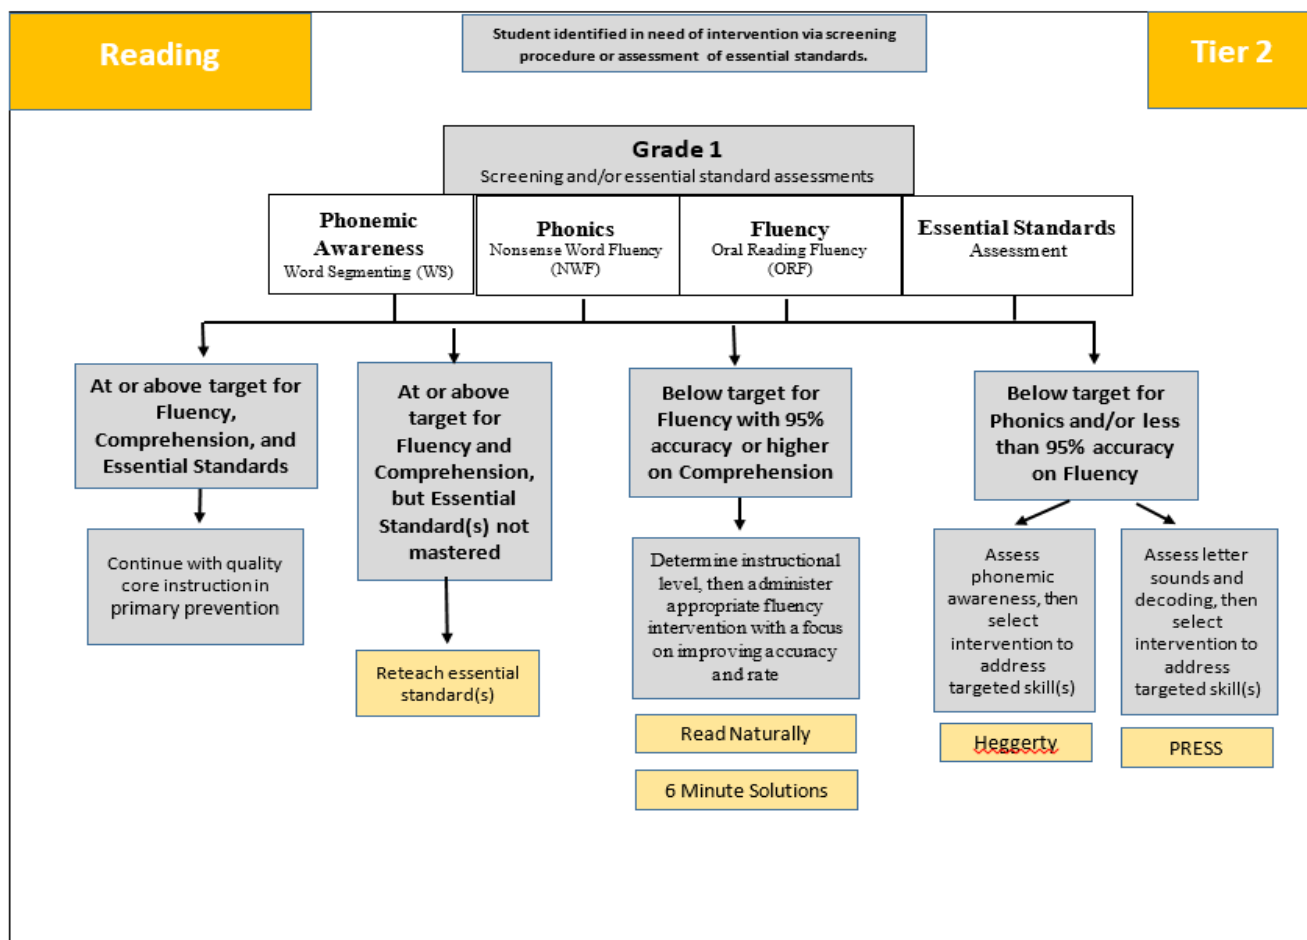 Reading
Student identified in need of intervention via screening
procedure or assessment of essential standards.
Tier 2
Grade 1
Screening and/or essential standard assessments
Phonemic
Awareness
Word Segmenting (WS)
Phonics
Nonsense Word Fluency
(NWF)
Fluency
Oral Reading Fluency
(ORF)
Essential Standards
Assessment
At or above target for
Fluency,
Comprehension, and
Essential Standards
Continue with quality
core instruction in
primary prevention
At or above
target for
Fluency and
Comprehension,
but Essential
Standard(s) not
mastered
Reteach essential
standard(s)
Below target for
Fluency with 95%
accuracy or higher
on Comprehension
Determine instructional
level, then administer
appropriate fluency
intervention with a focus
on improving accuracy
and rate
Read Naturally
6 Minute Solutions
Below target for
Phonics and/or less
than 95% accuracy
on Fluency
Assess
phonemic
awareness, then
select
intervention to
address
targeted skill(s)
Heggerty
Assess letter
sounds and
decoding, then
select
intervention to
address
targeted skill(s)
PRESS